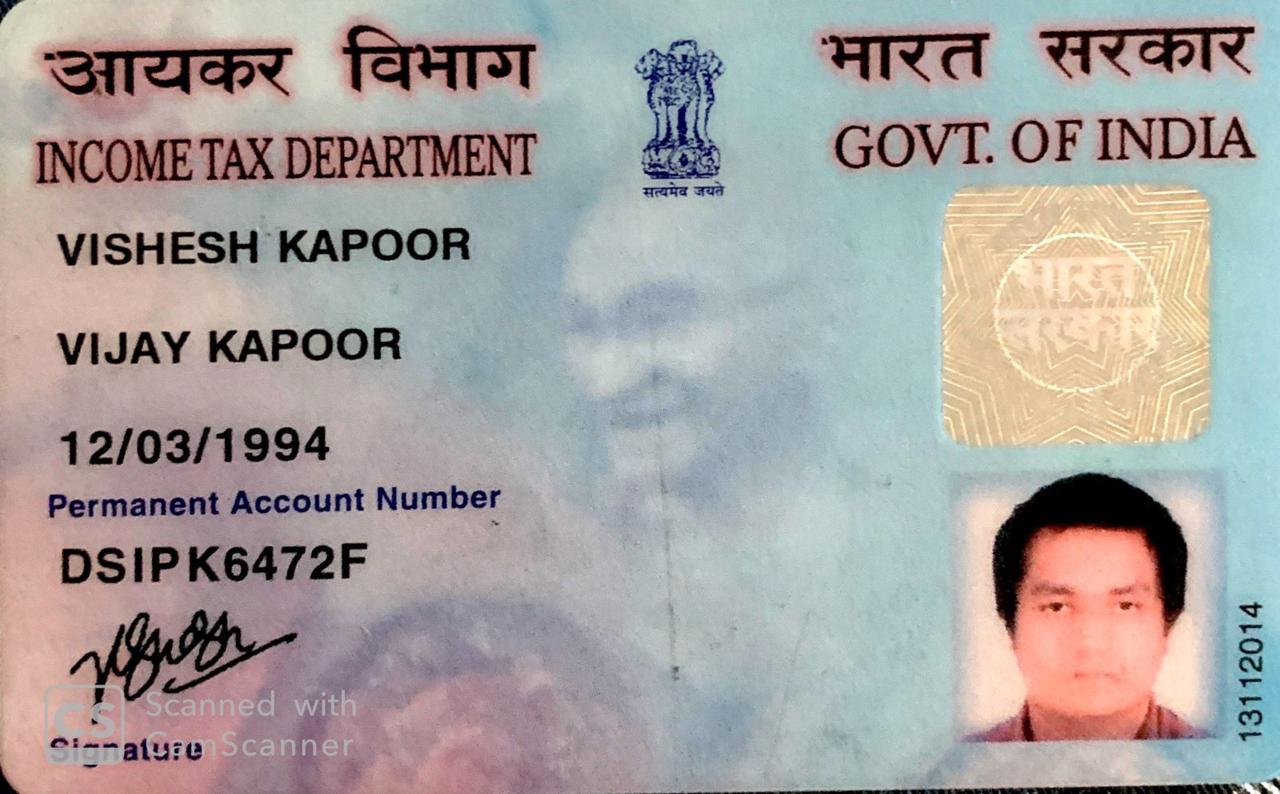 आयकर विभाग
INCOME TAX DEPARTMENT
सत्यमेव जयते
भारत सरकार
GOVT. OF INDIA
VISHESH KAPOOR
VIJAY KAPOOR
12/03/1994
Permanent Account Number
DSIPK6472F
Signature
भारत
सरकार
13112014
CS
Scanned with
CamScanner